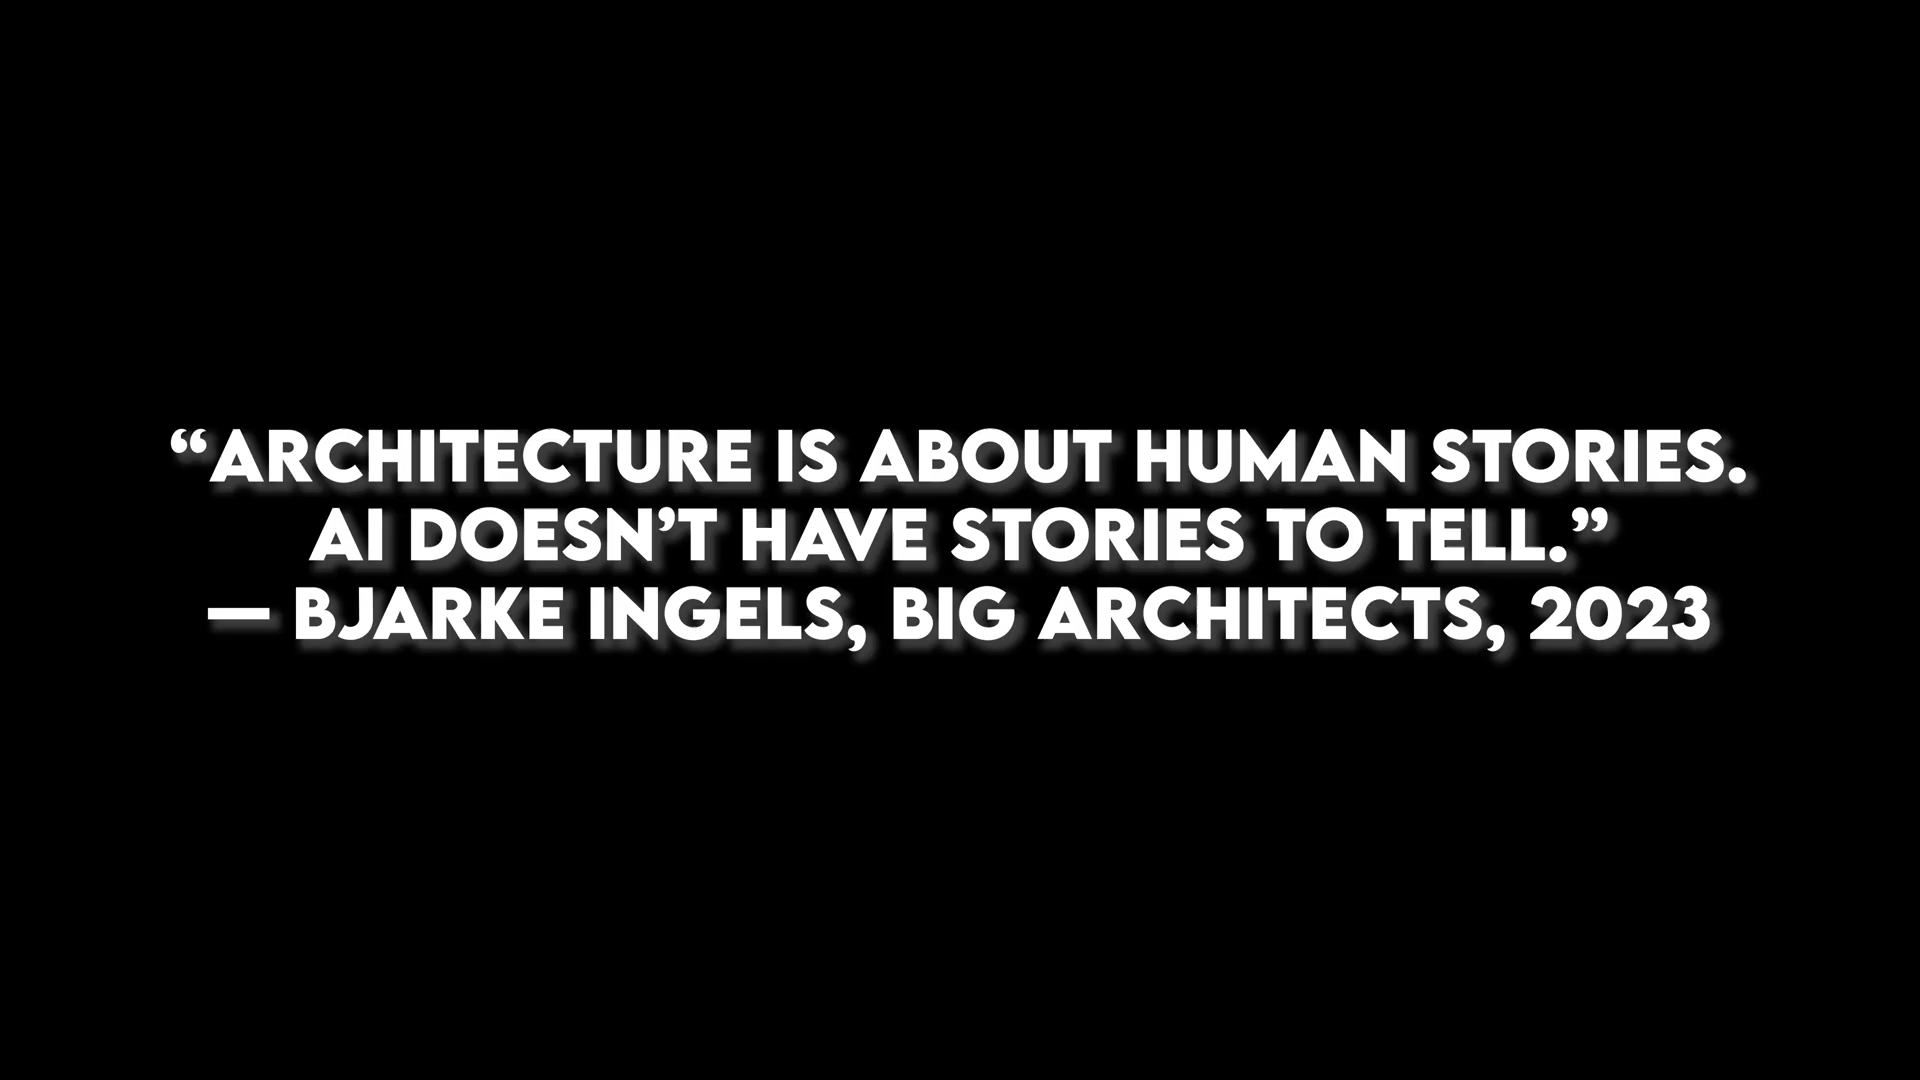 “ARCHITECTURE IS ABOUT HUMAN STORIES.
AI DOESN’T HAVE STORIES TO TELL.”
— BJARKE INGELS, BIG ARCHITECTS, 2023